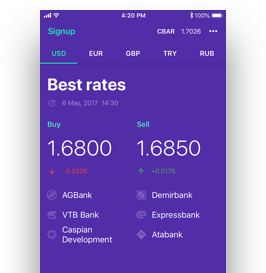 4:20 PM 100%
Signup CBAR 1.7026
USD EUR GBP TRY RUB
Best rates
6 May, 2017 14:30
Buy Sell
1.6800 1.6850
-0.0226 +0.0176
AGBank Demirbank
VTB Bank Expressbank
Caspian
Development Atabank